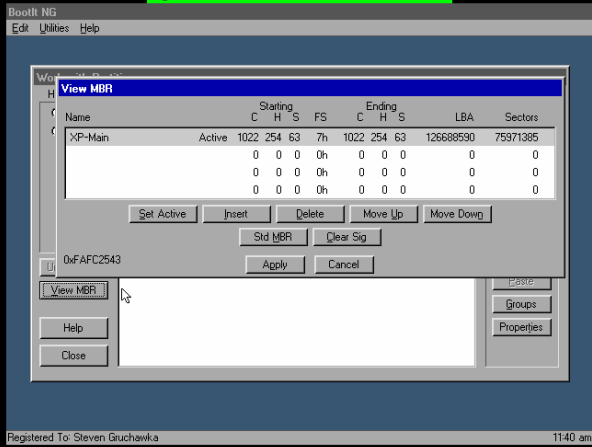 BootIt NG
Edit Utilities Help
View MBR
Starting Ending
Name C H S FS C H S LBA Sectors
XP-Main Active 1022 254 63 7h 1022 254 63 126688590 75971385
0 0 0 0h 0 0 0 0 0
0 0 0 0h 0 0 0 0 0
0 0 0 0h 0 0 0 0 0
Set Active Insert Delete Move Up Move Down
Std MBR Clear Sig
0xFAFC2543 Apply Cancel
View MBR Paste
Groups
Help Properties
Close
Registered To: Steven Gruchawka 11:40 am